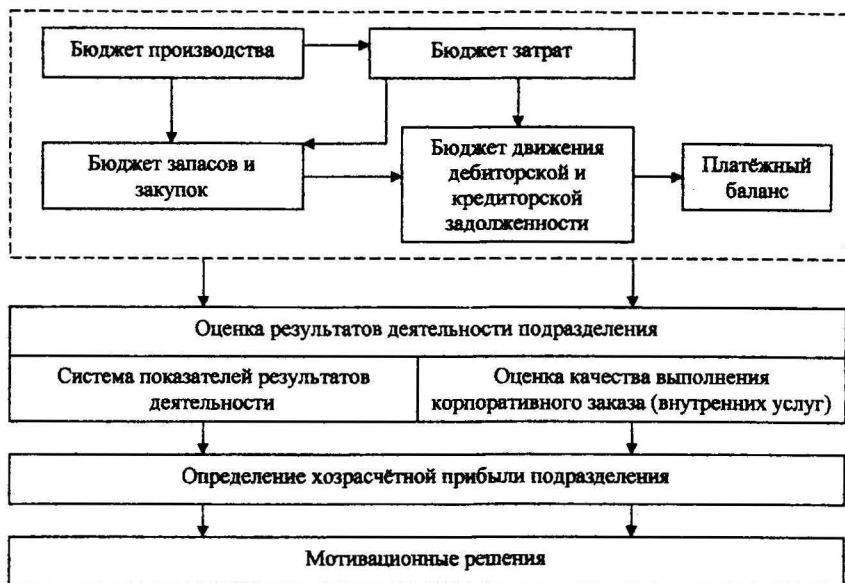 Бюджет производства
Бюджет затрат
Бюджет запасов и
закупок
Бюджет движения
дебиторской и
кредиторской
задолженности
Платёжный
баланс
Оценка результатов деятельности подразделения
Система показателей результатов
деятельности
Оценка качества выполнения
корпоративного заказа (внутренних услуг)
Определение хозрасчётной прибыли подразделения
Мотивационные решения